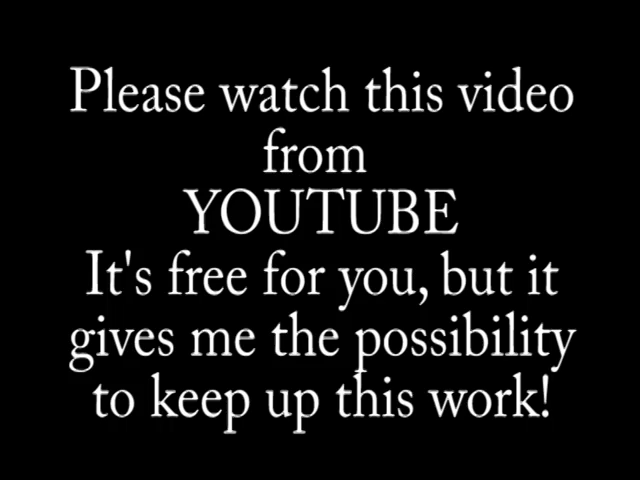 Please watch this video
from
YOUTUBE
It's free for you, but it
gives me the possibility
to keep up this work!